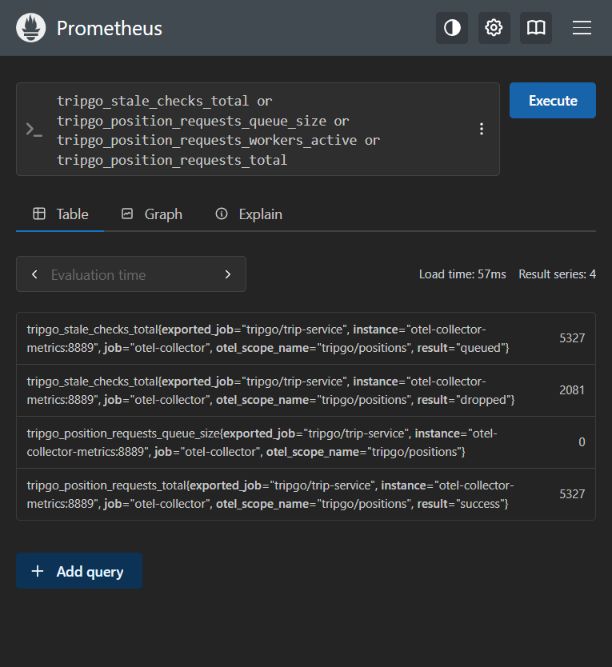 Prometheus
tripgo_stale_checks_total or
tripgo_position_requests_queue_size or
tripgo_position_requests_workers_active or
tripgo_position_requests_total
Execute
Table
Graph
Explain
Evaluation time
Load time: 57ms
Result series: 4
tripgo_stale_checks_total{exported_job="tripgo/trip-service", instance="otel-collector-
metrics:8889", job="otel-collector", otel_scope_name="tripgo/positions", result="queued"}
5327
tripgo_stale_checks_total{exported_job="tripgo/trip-service", instance="otel-collector-
metrics:8889", job="otel-collector", otel_scope_name="tripgo/positions", result="dropped"}
2081
tripgo_position_requests_queue_size{exported_job="tripgo/trip-service", instance="otel-
collector-metrics:8889", job="otel-collector", otel_scope_name="tripgo/positions"}
0
tripgo_position_requests_total{exported_job="tripgo/trip-service", instance="otel-collector-
metrics:8889", job="otel-collector", otel_scope_name="tripgo/positions", result="success"}
5327
Add query